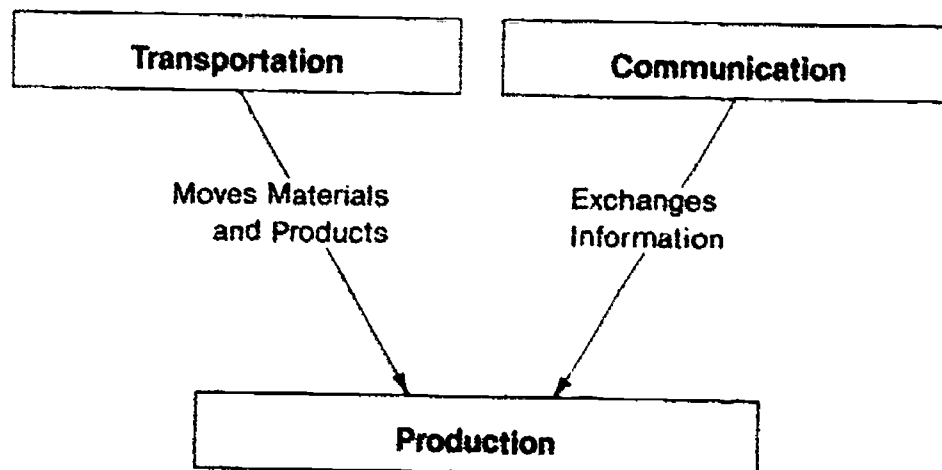 Transportation
Communication
Moves Materials
and Products
Exchanges
Information
Production